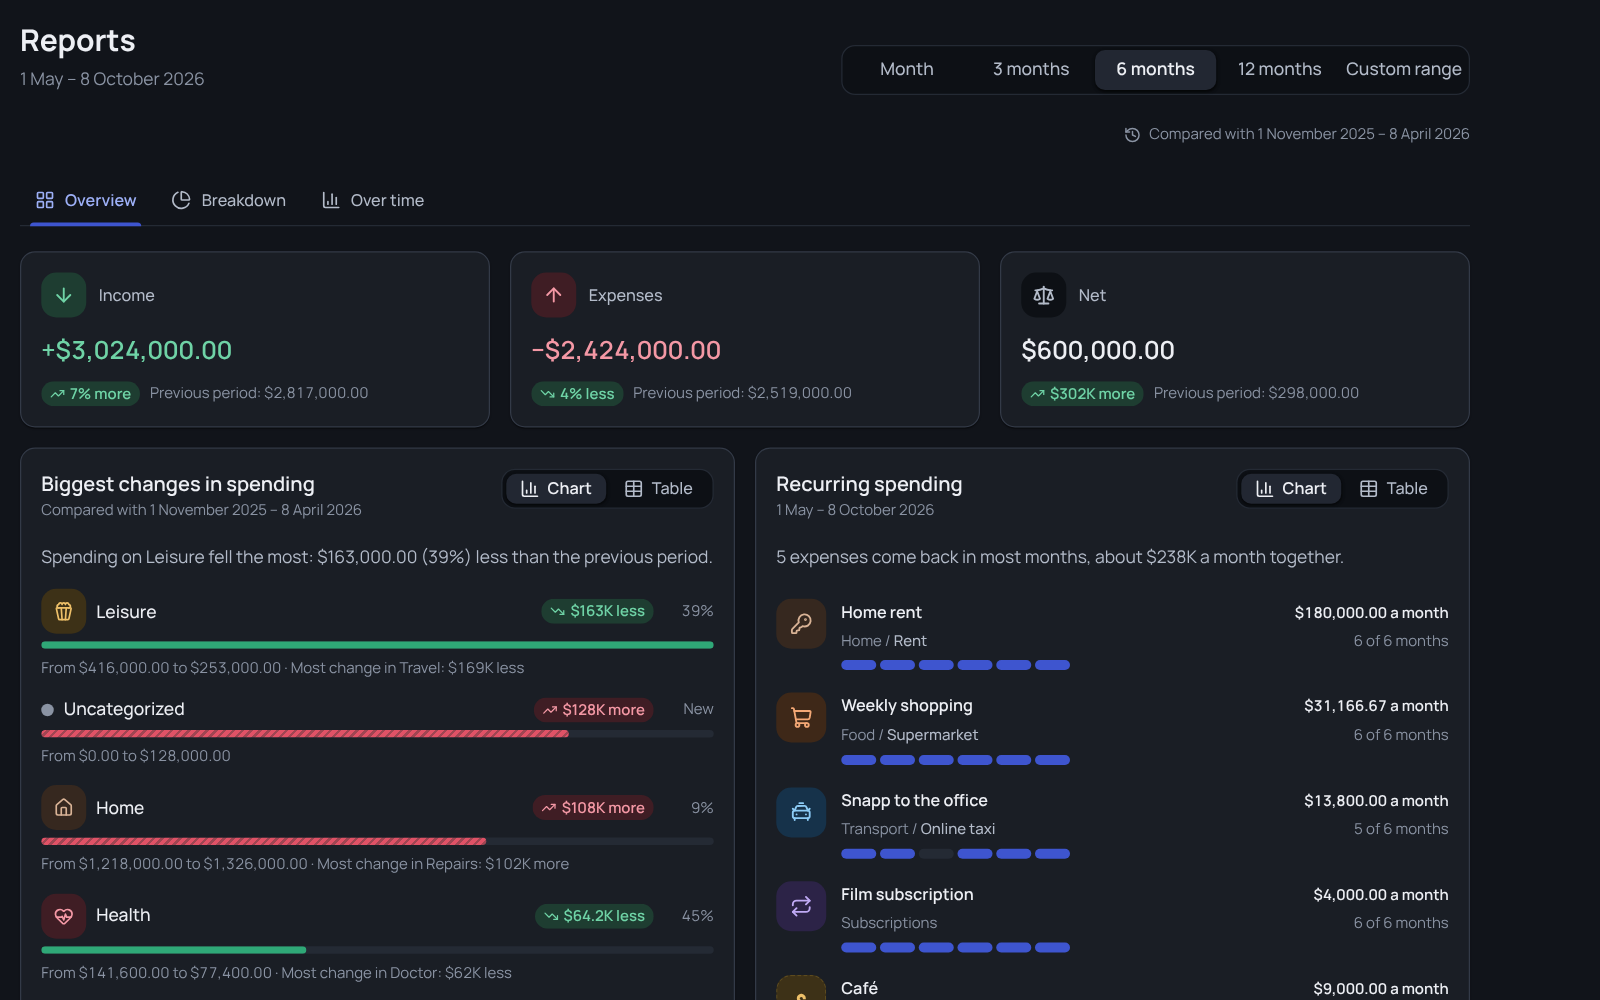 Reports
1 May – 8 October 2026
Month 3 months 6 months 12 months Custom range
Compared with 1 November 2025 – 8 April 2026
Overview Breakdown Over time
Income
+$3,024,000.00
7% more Previous period: $2,817,000.00
Expenses
−$2,424,000.00
4% less Previous period: $2,519,000.00
Net
$600,000.00
$302K more Previous period: $298,000.00
Biggest changes in spending
Chart Table
Compared with 1 November 2025 – 8 April 2026
Spending on Leisure fell the most: $163,000.00 (39%) less than the previous period.
Leisure $163K less 39%
From $416,000.00 to $253,000.00 · Most change in Travel: $169K less
Uncategorized $128K more New
From $0.00 to $128,000.00
Home $108K more 9%
From $1,218,000.00 to $1,326,000.00 · Most change in Repairs: $102K more
Health $64.2K less 45%
From $141,600.00 to $77,400.00 · Most change in Doctor: $62K less
Recurring spending
Chart Table
1 May – 8 October 2026
5 expenses come back in most months, about $238K a month together.
Home rent $180,000.00 a month
Home / Rent 6 of 6 months
Weekly shopping $31,166.67 a month
Food / Supermarket 6 of 6 months
Snapp to the office $13,800.00 a month
Transport / Online taxi 5 of 6 months
Film subscription $4,000.00 a month
Subscriptions 6 of 6 months
Café $9,000.00 a month